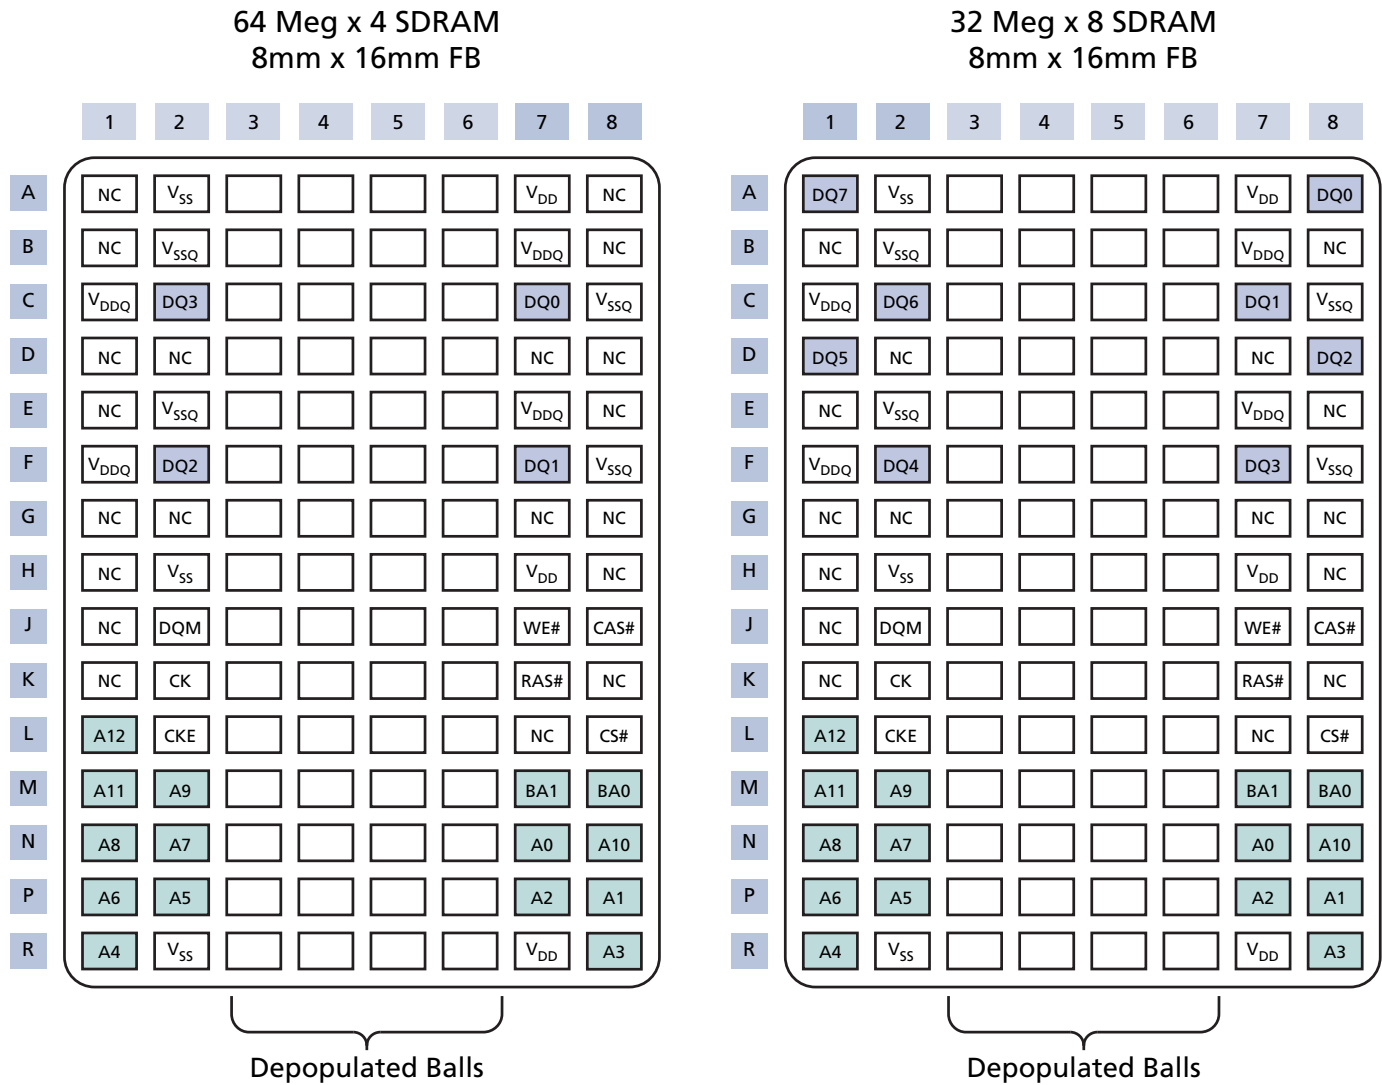 64 Meg x 4 SDRAM
8mm x 16mm FB
1 2 3 4 5 6 7 8
A NC VSS VDD NC
B NC VSSQ VDDQ NC
C VDDQ DQ3 DQ0 VSSQ
D NC NC NC NC
E NC VSSQ VDDQ NC
F VDDQ DQ2 DQ1 VSSQ
G NC NC NC NC
H NC VSS VDD NC
J NC DQM WE# CAS#
K NC CK RAS# NC
L A12 CKE NC CS#
M A11 A9 BA1 BA0
N A8 A7 A0 A10
P A6 A5 A2 A1
R A4 VSS VDD A3
Depopulated Balls
32 Meg x 8 SDRAM
8mm x 16mm FB
1 2 3 4 5 6 7 8
A DQ7 VSS VDD DQ0
B NC VSSQ VDDQ NC
C VDDQ DQ6 DQ1 VSSQ
D DQ5 NC NC DQ2
E NC VSSQ VDDQ NC
F VDDQ DQ4 DQ3 VSSQ
G NC NC NC NC
H NC VSS VDD NC
J NC DQM WE# CAS#
K NC CK RAS# NC
L A12 CKE NC CS#
M A11 A9 BA1 BA0
N A8 A7 A0 A10
P A6 A5 A2 A1
R A4 VSS VDD A3
Depopulated Balls